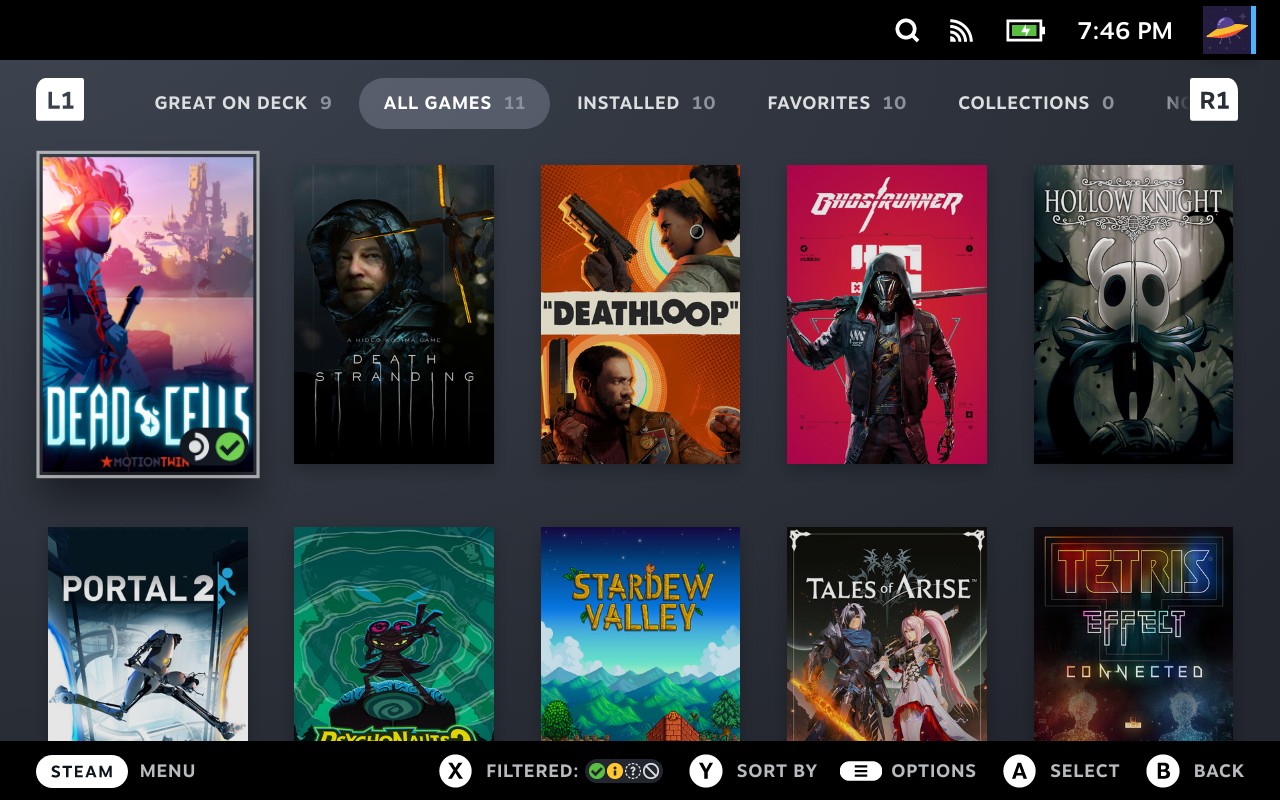 7:46 PM
L1 GREAT ON DECK 9 ALL GAMES 11 INSTALLED 10 FAVORITES 10 COLLECTIONS 0 R1
DEAD CELLS
MOTIONTWIN
A HIDEO KOJIMA GAME
DEATH
STRANDING
"DEATHLOOP"
GHOSTRUNNER
HOLLOW KNIGHT
PORTAL 2
PSYCHONAUTS 2
STARDEW
VALLEY
TALES of ARISE™
TETRIS
EFFECT
CONNECTED
STEAM MENU X FILTERED: Y SORT BY OPTIONS A SELECT B BACK